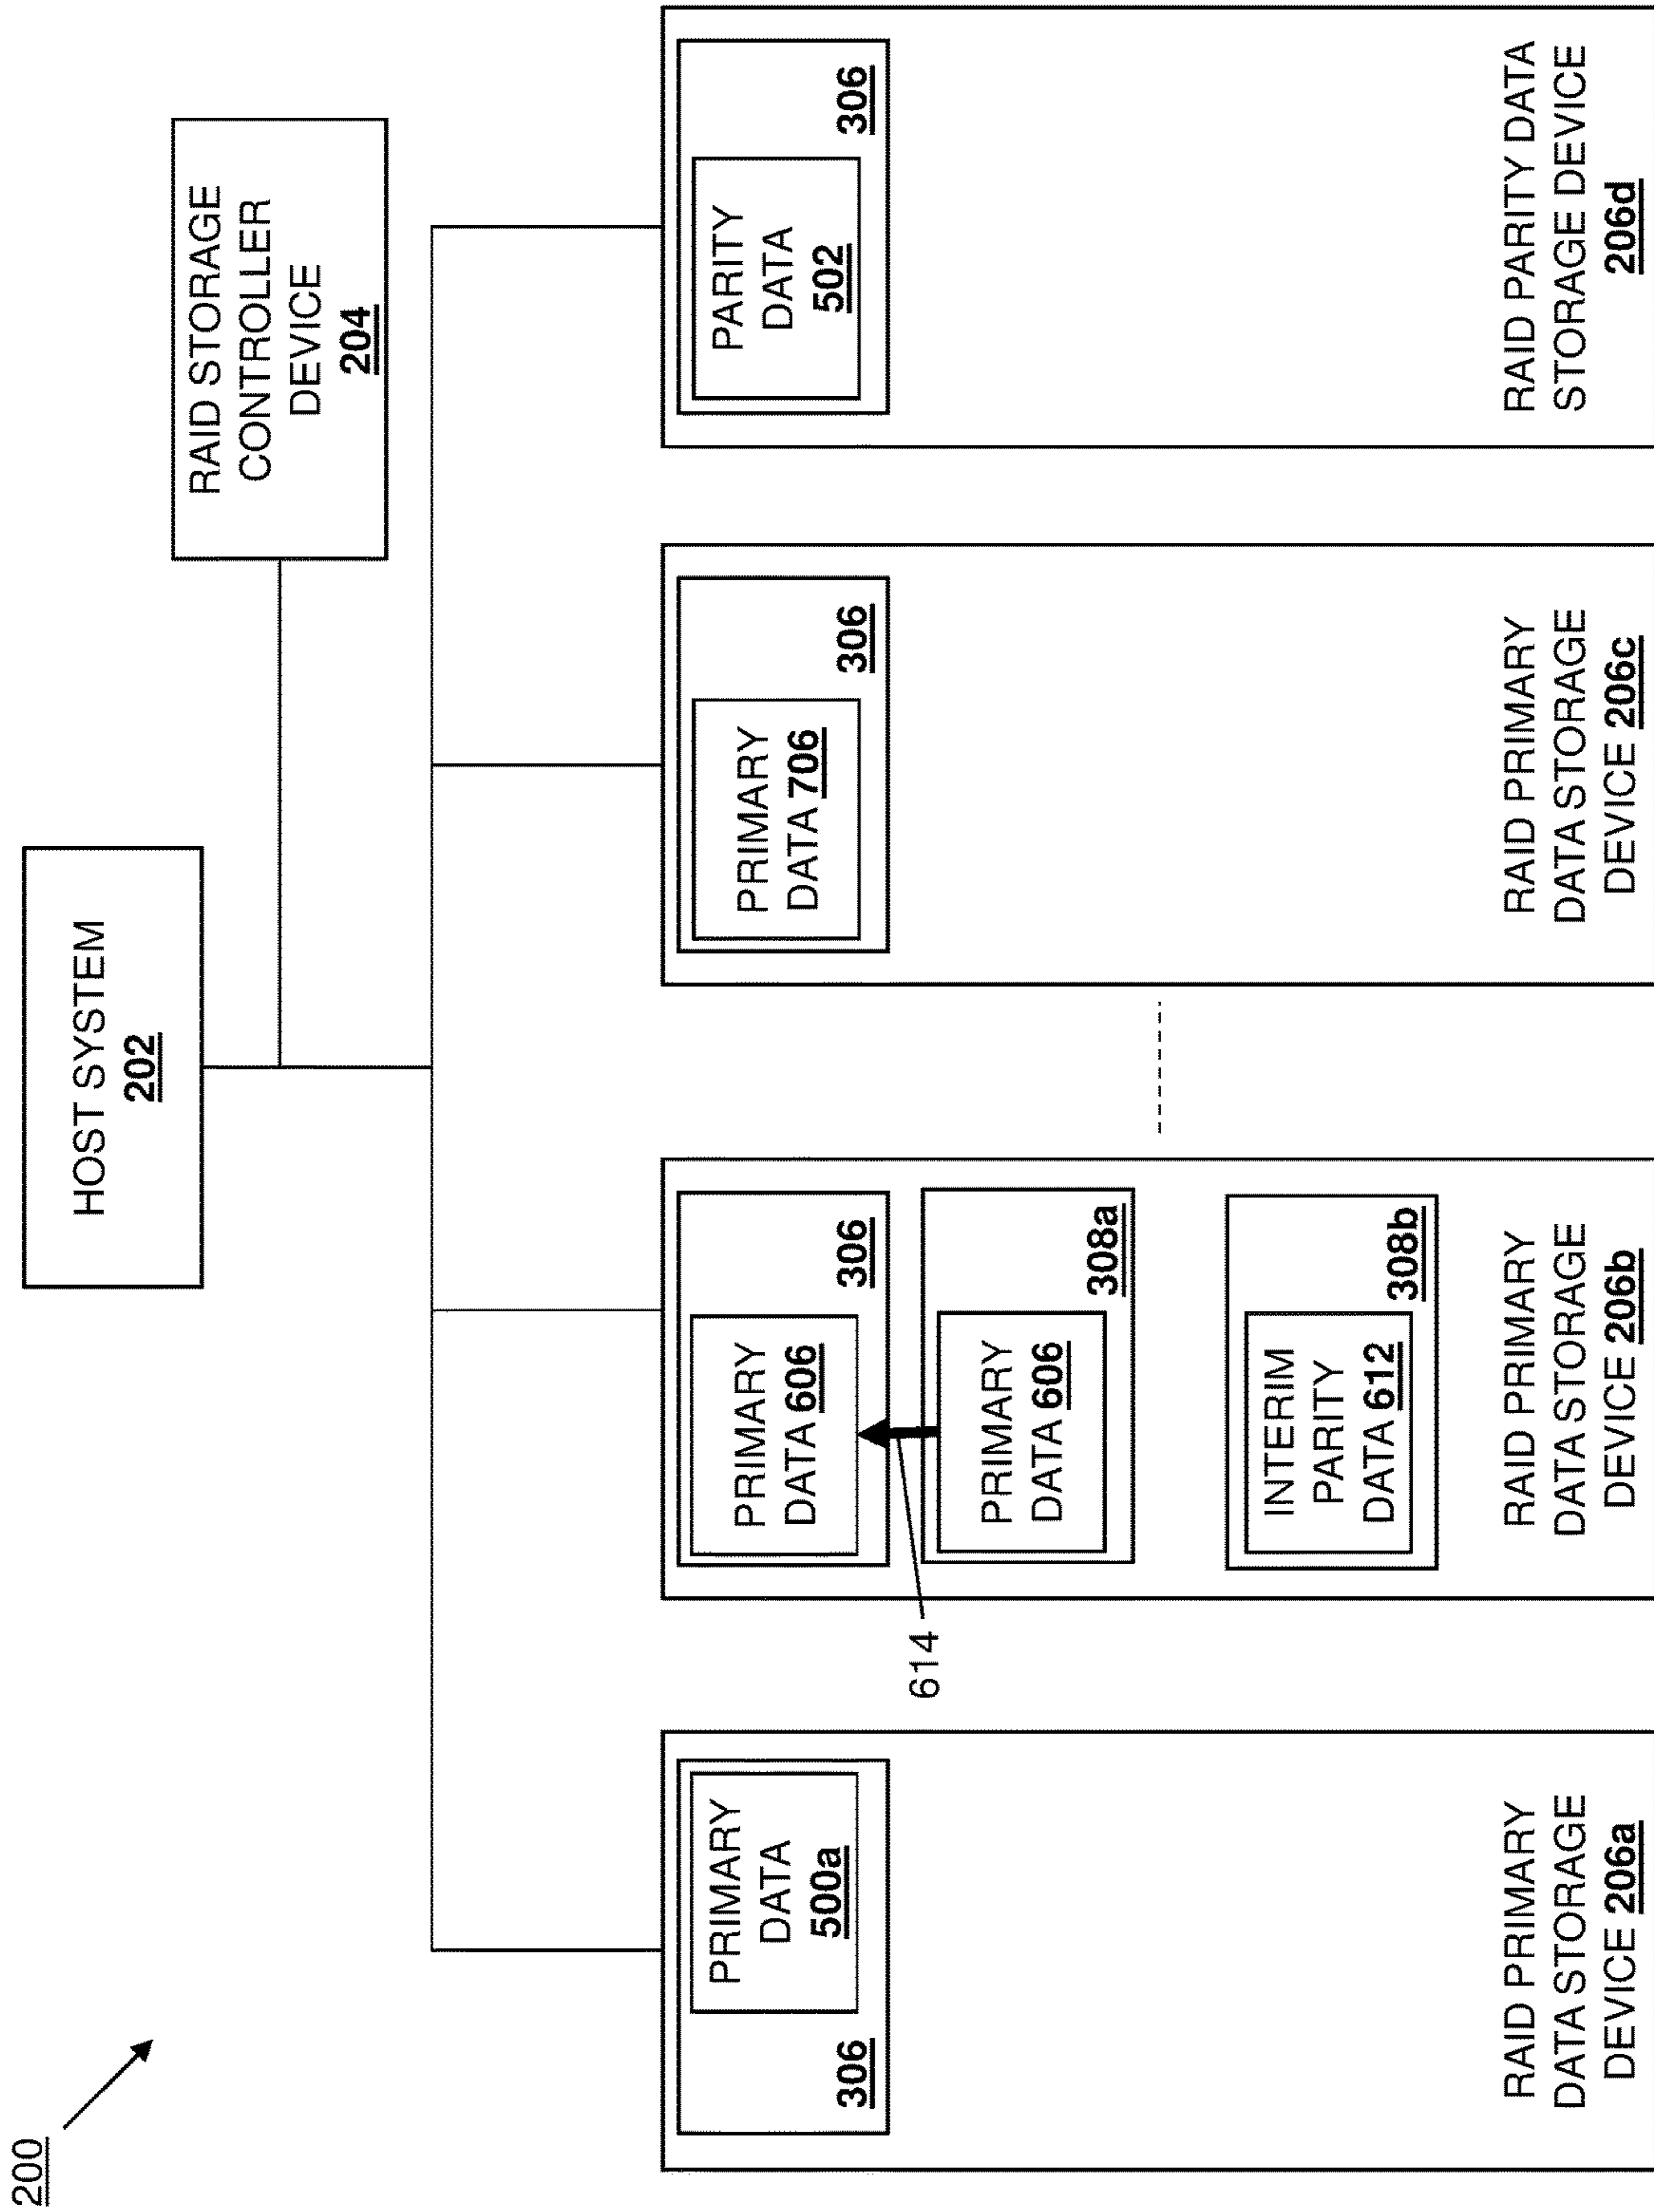 200
HOST SYSTEM
202
RAID STORAGE
CONTROLLER
DEVICE
204
306
PRIMARY
DATA
500a
RAID PRIMARY
DATA STORAGE
DEVICE 206a
614
PRIMARY
DATA 606
306
PRIMARY
DATA 606
308a
INTERIM
PARITY
DATA 612
308b
RAID PRIMARY
DATA STORAGE
DEVICE 206b
PRIMARY
DATA 706
306
RAID PRIMARY
DATA STORAGE
DEVICE 206c
PARITY
DATA
502
306
RAID PARITY DATA
STORAGE DEVICE
206d